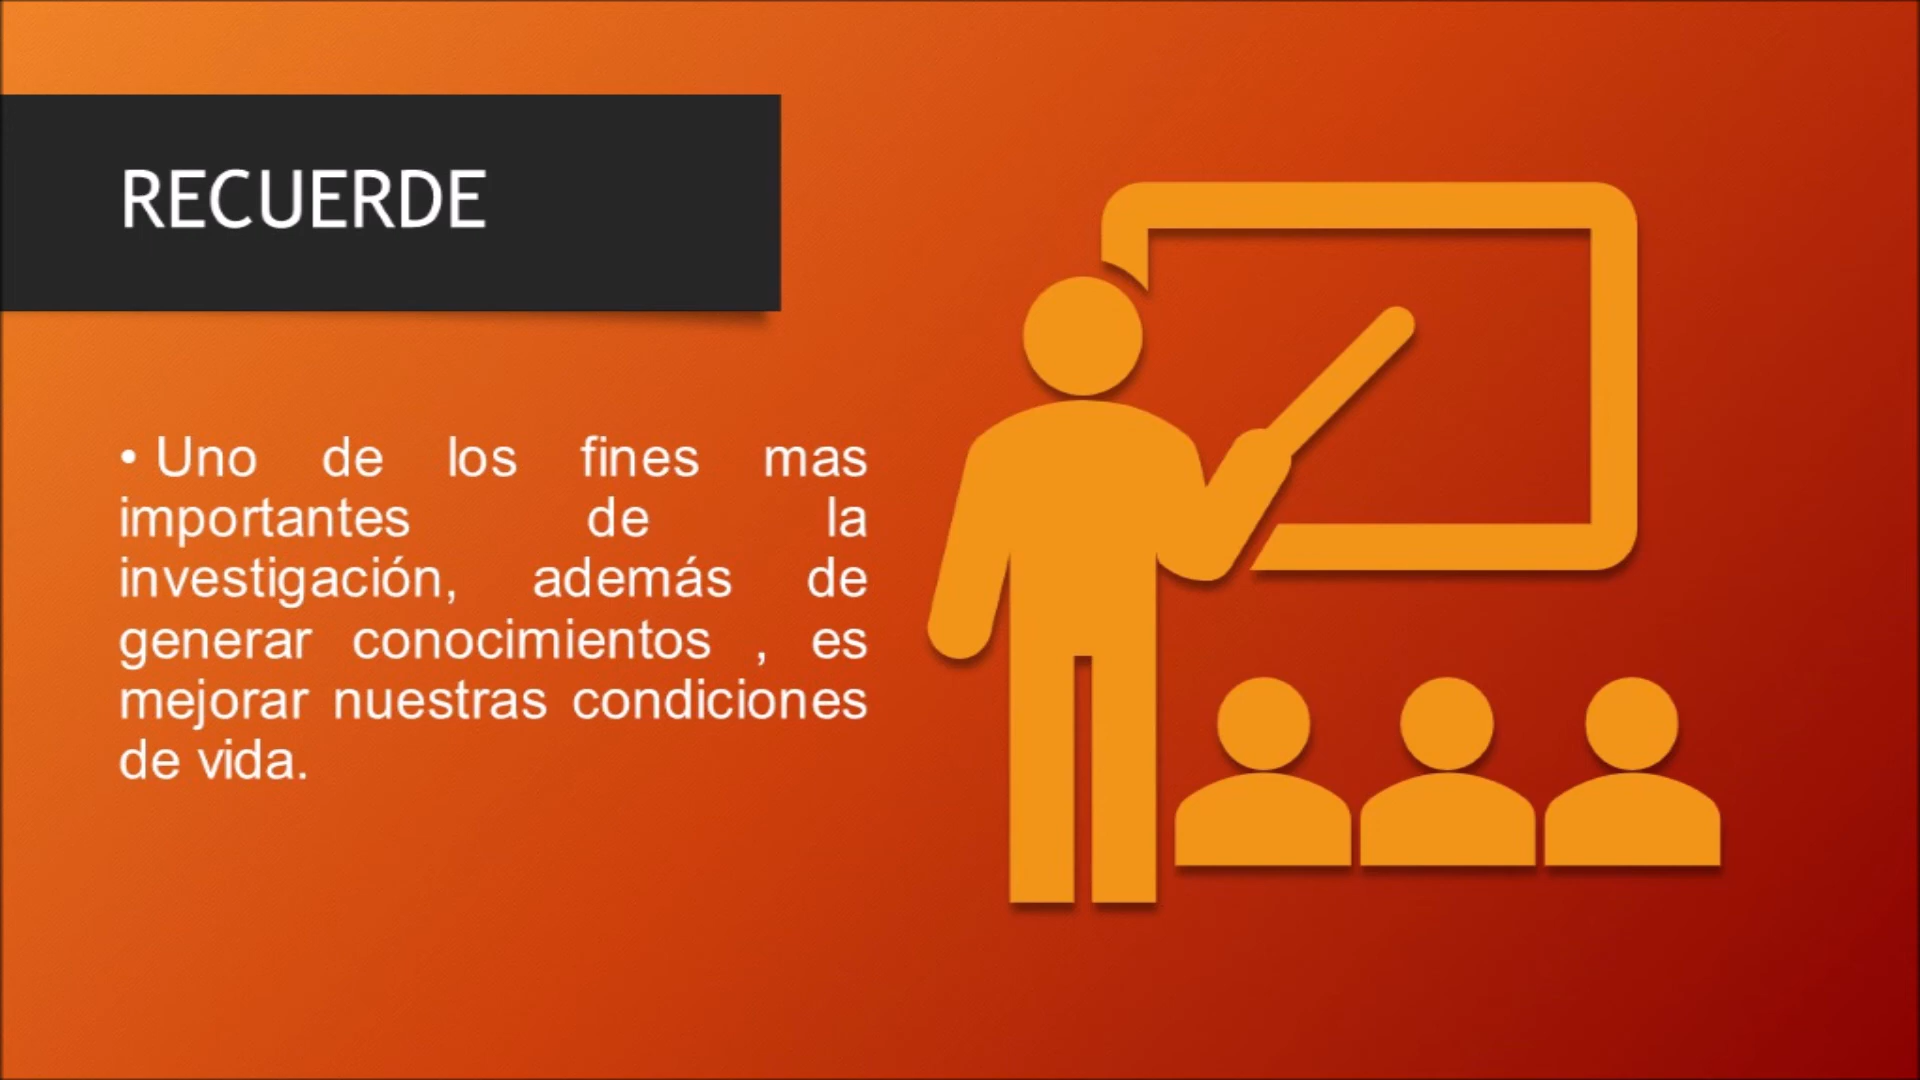 RECUERDE
• Uno de los fines mas
importantes de la
investigación, además de
generar conocimientos , es
mejorar nuestras condiciones
de vida.